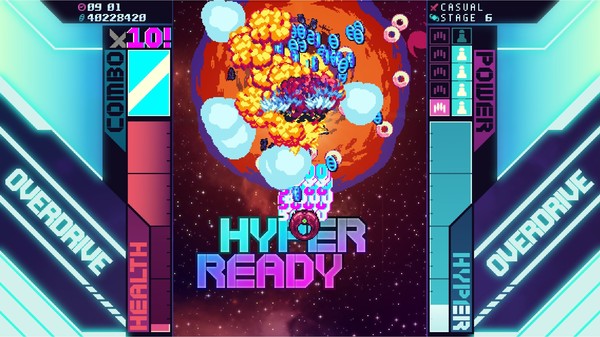 09 01
40228420
X10!
COMBO
HEALTH
OVERDRIVE
HYPER
READY
CASUAL
STAGE 6
POWER
HYPER
OVERDRIVE